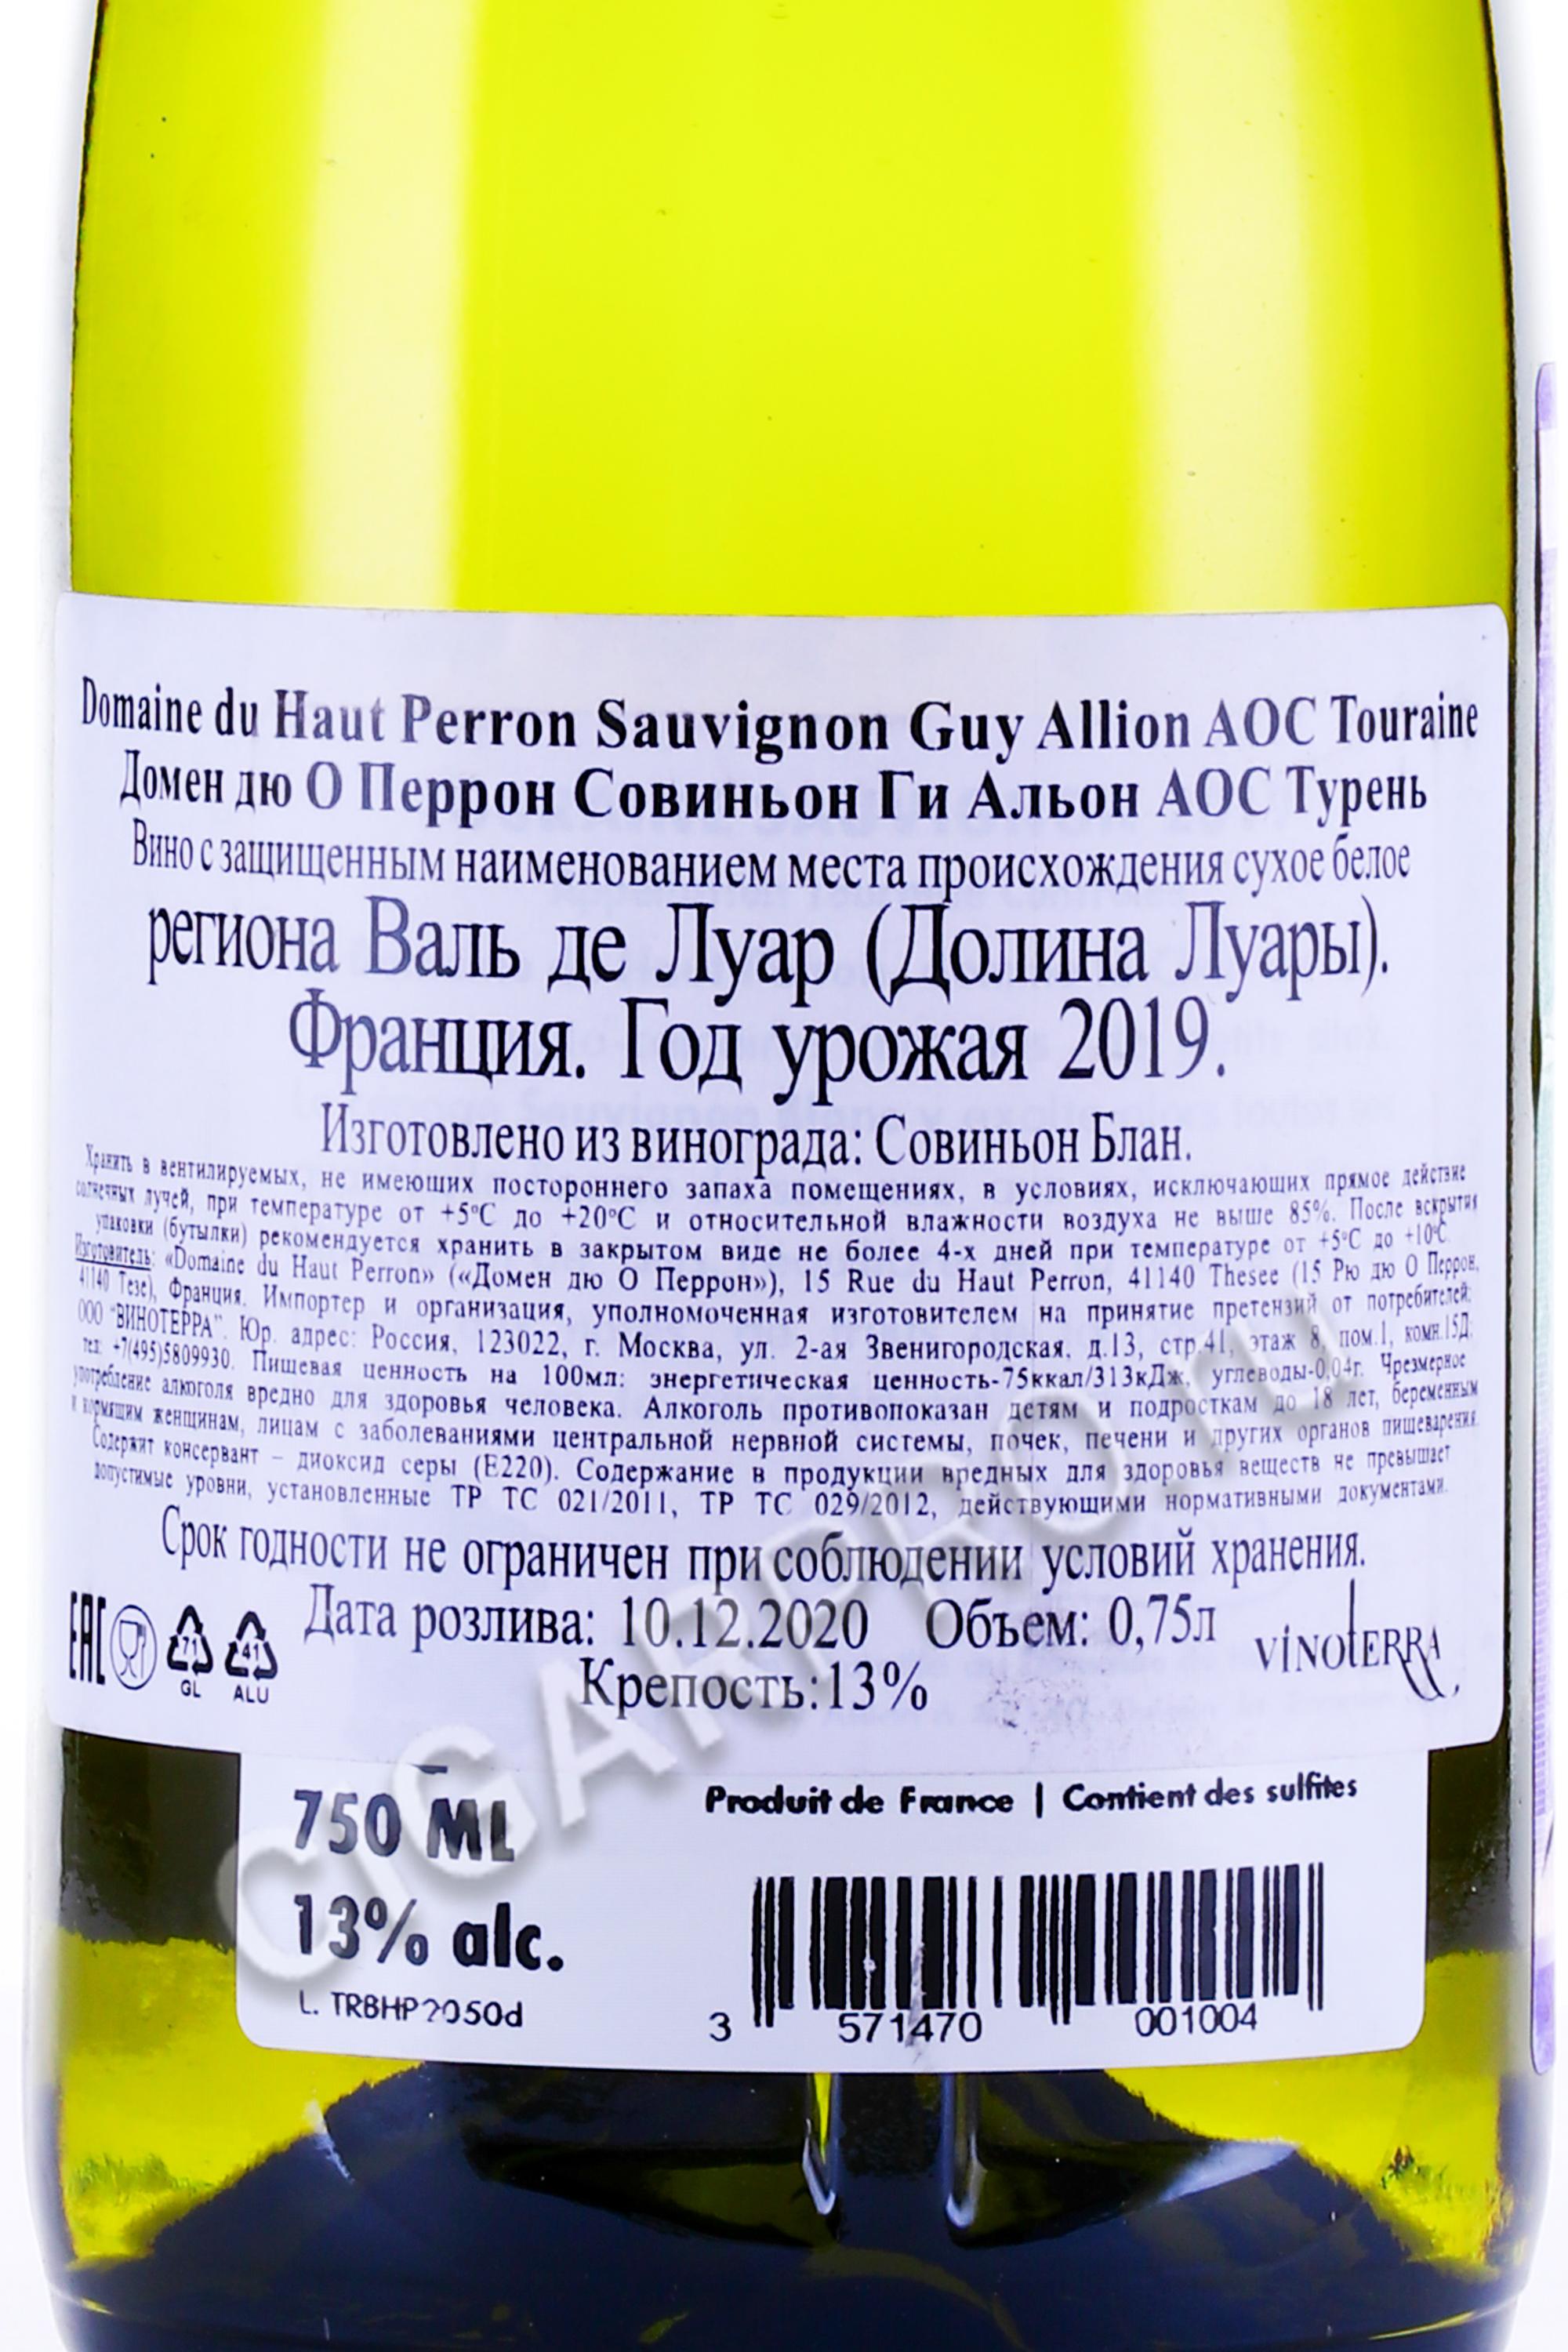 Domaine du Haut Perron Sauvignon Guy Allion AOC Touraine
Домен дю О Перрон Совиньон Ги Альон АОС Турень
Вино с защищенным наименованием места происхождения сухое белое
региона Валь де Луар (Долина Луары).
Франция. Год урожая 2019.
Изготовлено из винограда: Совиньон Блан.
Хранить в вентилируемых, не имеющих постороннего запаха помещениях, в условиях, исключающих прямое действие
солнечных лучей, при температуре от +5°С до +20°С и относительной влажности воздуха не выше 85%. После вскрытия
упаковки (бутылки) рекомендуется хранить в закрытом виде не более 4-х дней при температуре от +5°С до +10°С.
Изготовитель: «Domaine du Haut Perron» («Домен дю О Перрон»), 15 Rue du Haut Perron, 41140 Thesee (15 Рю дю О Перрон,
41140 Тезе), Франция. Импортер и организация, уполномоченная изготовителем на принятие претензий от потребителей:
ООО "ВИНОТЕРРА". Юр. адрес: Россия, 123022, г. Москва, ул. 2-ая Звенигородская, д.13, стр.41, этаж 8, пом.1, комн.15Д;
тел: +7(495)5809930. Пищевая ценность на 100мл: энергетическая ценность-75ккал/313кДж, углеводы-0,04г. Чрезмерное
употребление алкоголя вредно для здоровья человека. Алкоголь противопоказан детям и подросткам до 18 лет, беременным
и кормящим женщинам, лицам с заболеваниями центральной нервной системы, почек, печени и других органов пищеварения.
Содержит консервант – диоксид серы (Е220). Содержание в продукции вредных для здоровья веществ не превышает
допустимые уровни, установленные ТР ТС 021/2011, ТР ТС 029/2012, действующими нормативными документами.
Срок годности не ограничен при соблюдении условий хранения.
EAC 71 GL 41 ALU Дата розлива: 10.12.2020 Объем: 0,75л VINOTERRA
Крепость:13%
750 ML
Produit de France | Contient des sulfites
13% alc.
L. TRBHP2050d
3 571470 001004
CIGARPRO.ru